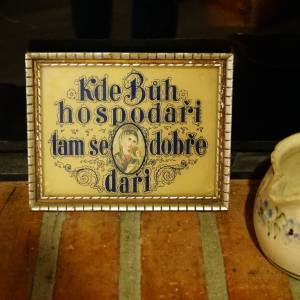 Kde Bůh
hospodaří
tam se dobře
daří